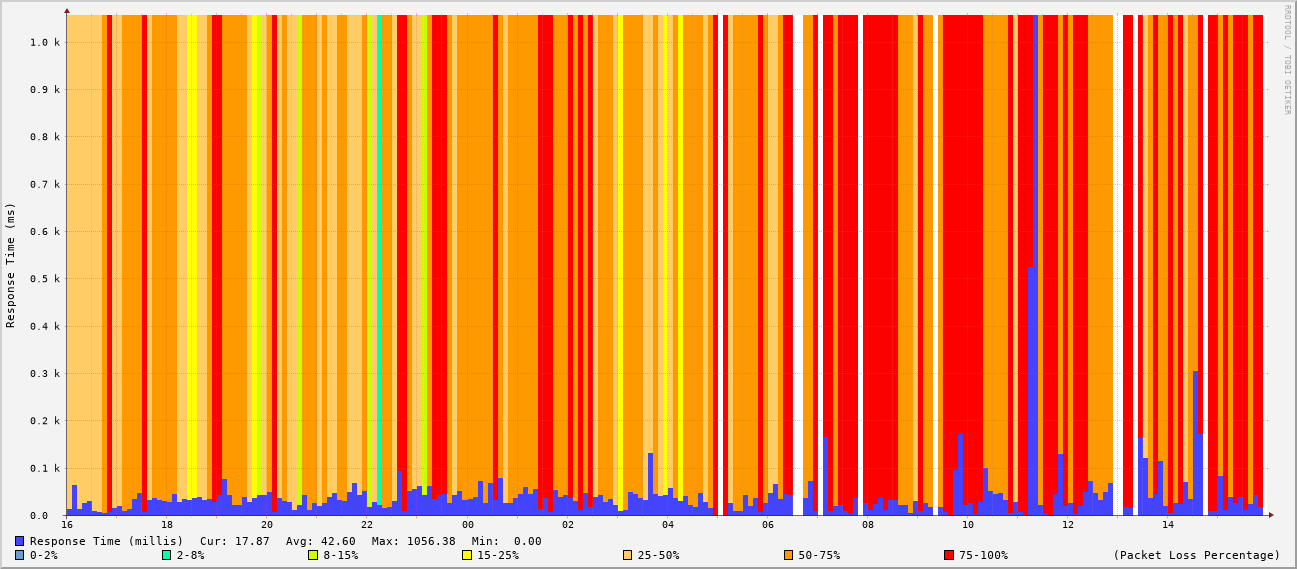 RRDTOOL / TOBI OETIKER
Response Time (ms)
1.0 k
0.9 k
0.8 k
0.7 k
0.6 k
0.5 k
0.4 k
0.3 k
0.2 k
0.1 k
0.0
16 18 20 22 00 02 04 06 08 10 12 14
Response Time (millis) Cur: 17.87 Avg: 42.60 Max: 1056.38 Min: 0.00
0-2% 2-8% 8-15% 15-25% 25-50% 50-75% 75-100% (Packet Loss Percentage)